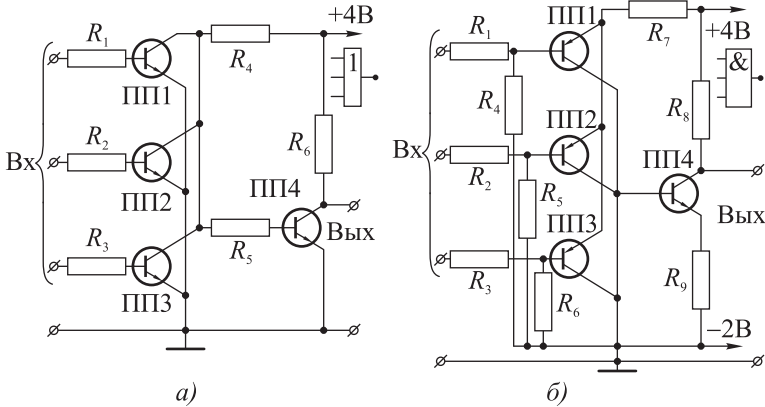 +4В
R1
ПП1
R4
1
R2
Вх
ПП2
R6
ПП4
R3
R5
Вых
ПП3
а)
ПП1
R1
R7
+4В
&
R4
ПП2
R8
Вх
R2
ПП4
R5
ПП3
Вых
R3
R6
R9
–2В
б)